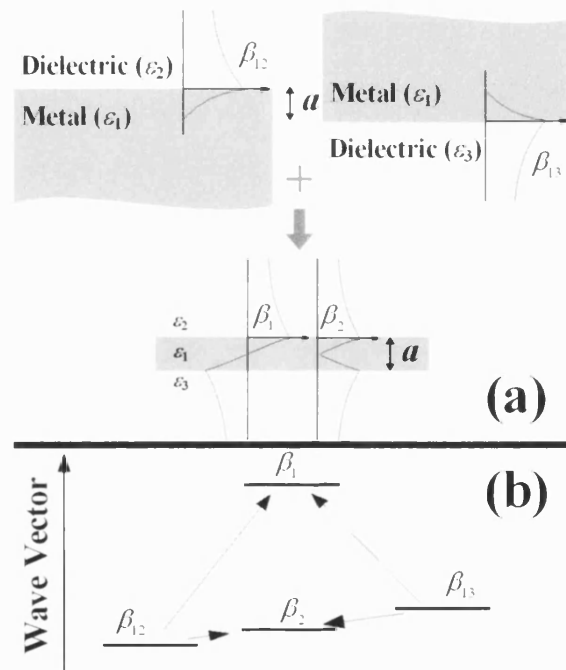 Dielectric (ε₂)
Metal (ε₁)
β₁₂
a
Metal (ε₁)
Dielectric (ε₃)
β₁₃
+
ε₂
ε₁
ε₃
β₁
β₂
a
(a)
Wave Vector
β₁
(b)
β₁₂
β₂
β₁₃